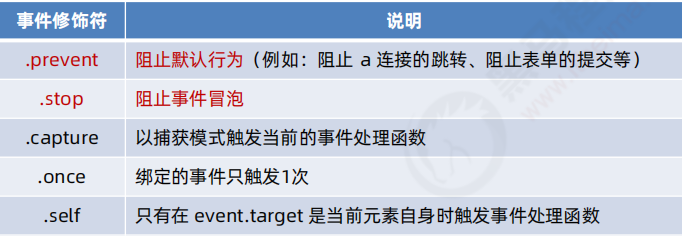 事件修饰符 说明
.prevent 阻止默认行为（例如：阻止 a 连接的跳转、阻止表单的提交等）
.stop 阻止事件冒泡
.capture 以捕获模式触发当前的事件处理函数
.once 绑定的事件只触发1次
.self 只有在 event.target 是当前元素自身时触发事件处理函数